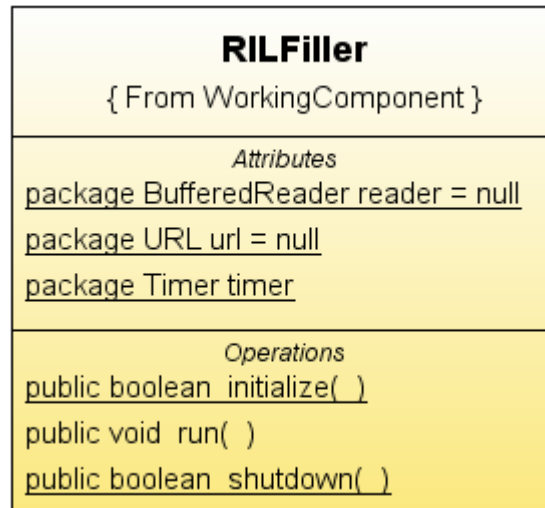 RILFiller
{ From WorkingComponent }
Attributes
package BufferedReader reader = null
package URL url = null
package Timer timer
Operations
public boolean initialize( )
public void run( )
public boolean shutdown( )